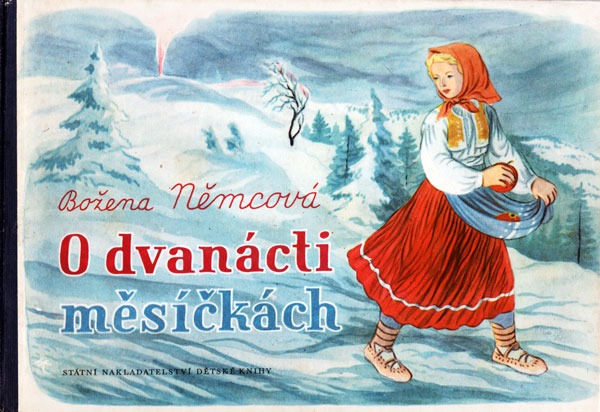 Božena Němcová
O dvanácti
měsíčkách
STÁTNÍ NAKLADATELSTVÍ DĚTSKÉ KNIHY